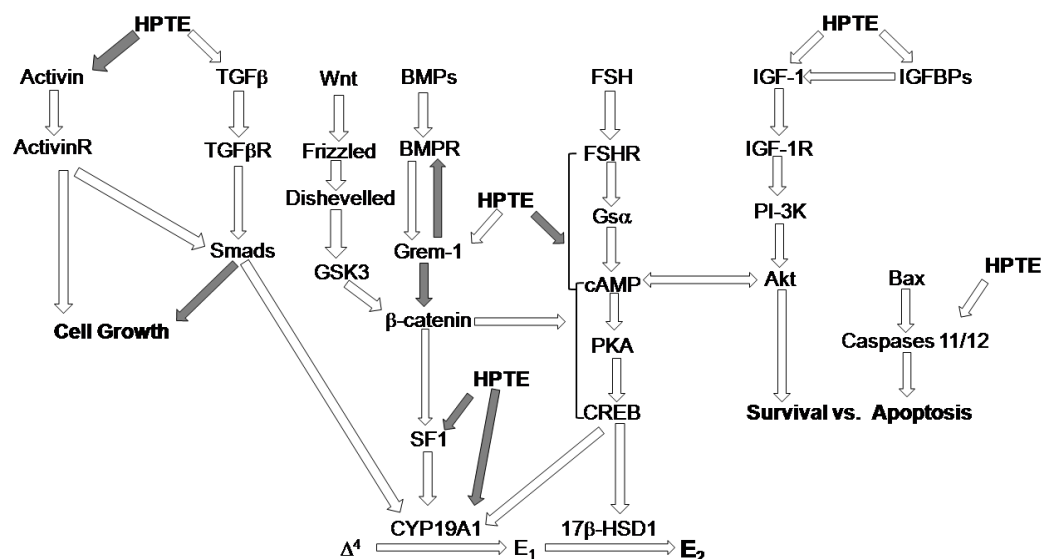 HPTE HPTE
Activin TGFβ Wnt BMPs FSH IGF-1 IGFBPs
ActivinR TGFβR Frizzled BMPR FSHR IGF-1R
Dishevelled HPTE Gsα PI-3K
Smads GSK3 Grem-1 cAMP Akt Bax HPTE
Cell Growth β-catenin PKA Caspases 11/12
HPTE
SF1 CREB Survival vs. Apoptosis
CYP19A1 17β-HSD1
Δ⁴ E₁ E₂